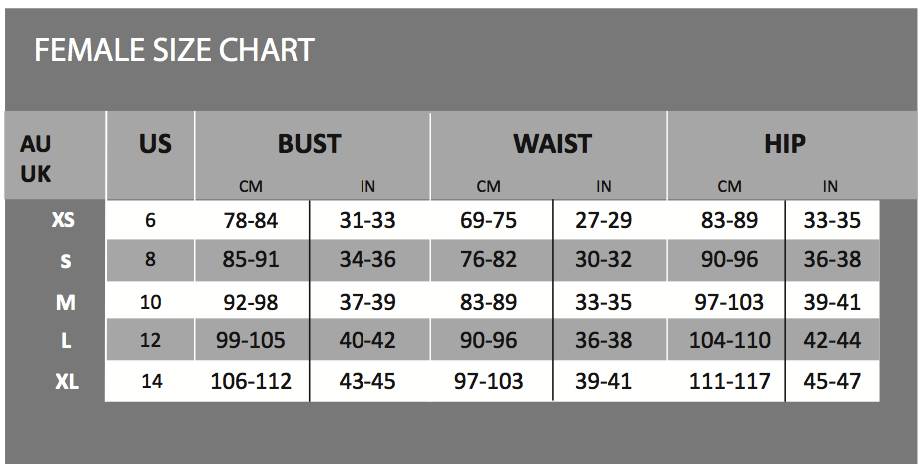 FEMALE SIZE CHART
AU
UK
US BUST WAIST HIP
CM IN CM IN CM IN
XS 6 78-84 31-33 69-75 27-29 83-89 33-35
S 8 85-91 34-36 76-82 30-32 90-96 36-38
M 10 92-98 37-39 83-89 33-35 97-103 39-41
L 12 99-105 40-42 90-96 36-38 104-110 42-44
XL 14 106-112 43-45 97-103 39-41 111-117 45-47